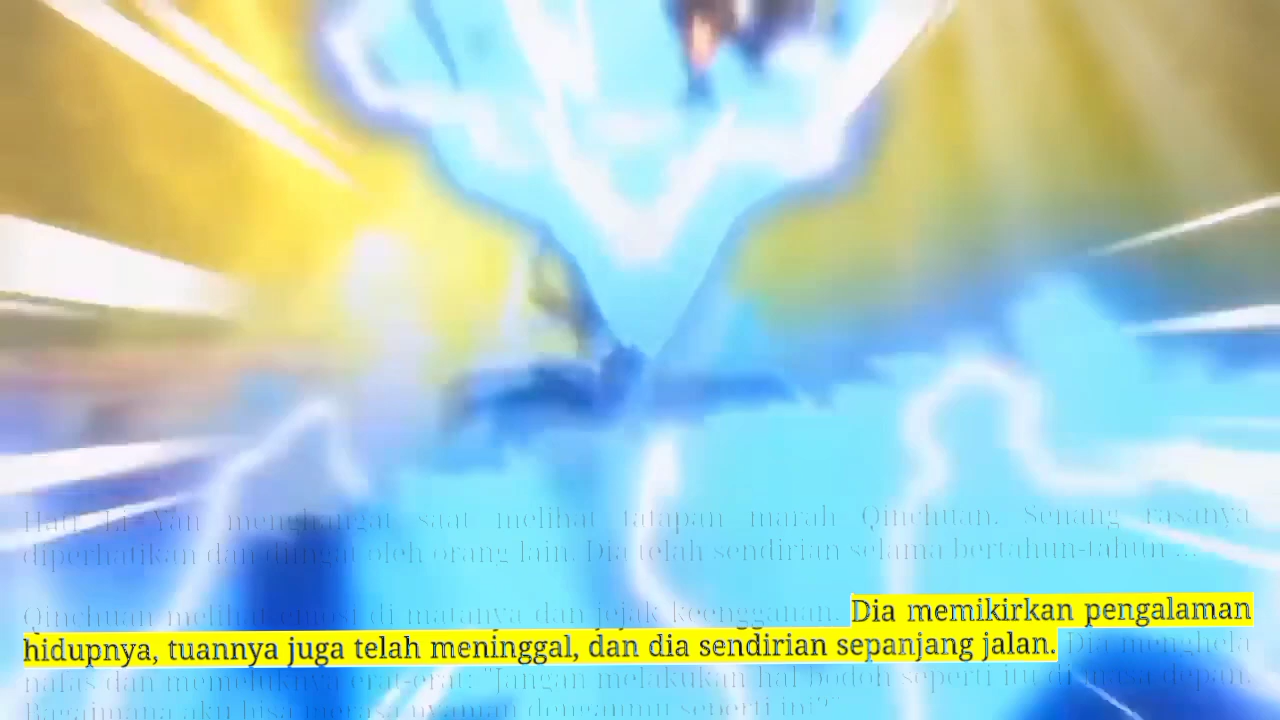 Hati Li Yan menghangat saat melihat tatapan marah Qinchuan. Senang rasanya
diperhatikan dan diingat oleh orang lain. Dia telah sendirian selama bertahun-tahun ...
Qinchuan melihat emosi di matanya dan jejak keengganan. Dia memikirkan pengalaman
hidupnya, tuannya juga telah meninggal, dan dia sendirian sepanjang jalan. Dia menghela
napas dan memeluknya erat-erat: "Jangan melakukan hal bodoh seperti itu di masa depan.
Bagaimana aku bisa merasa nyaman denganmu seperti ini?"